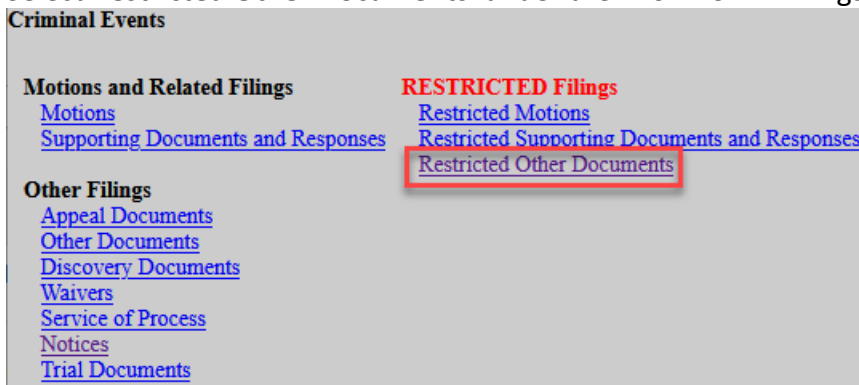 Criminal Events
Motions and Related Filings
Motions
Supporting Documents and Responses
RESTRICTED Filings
Restricted Motions
Restricted Supporting Documents and Responses
Restricted Other Documents
Other Filings
Appeal Documents
Other Documents
Discovery Documents
Waivers
Service of Process
Notices
Trial Documents